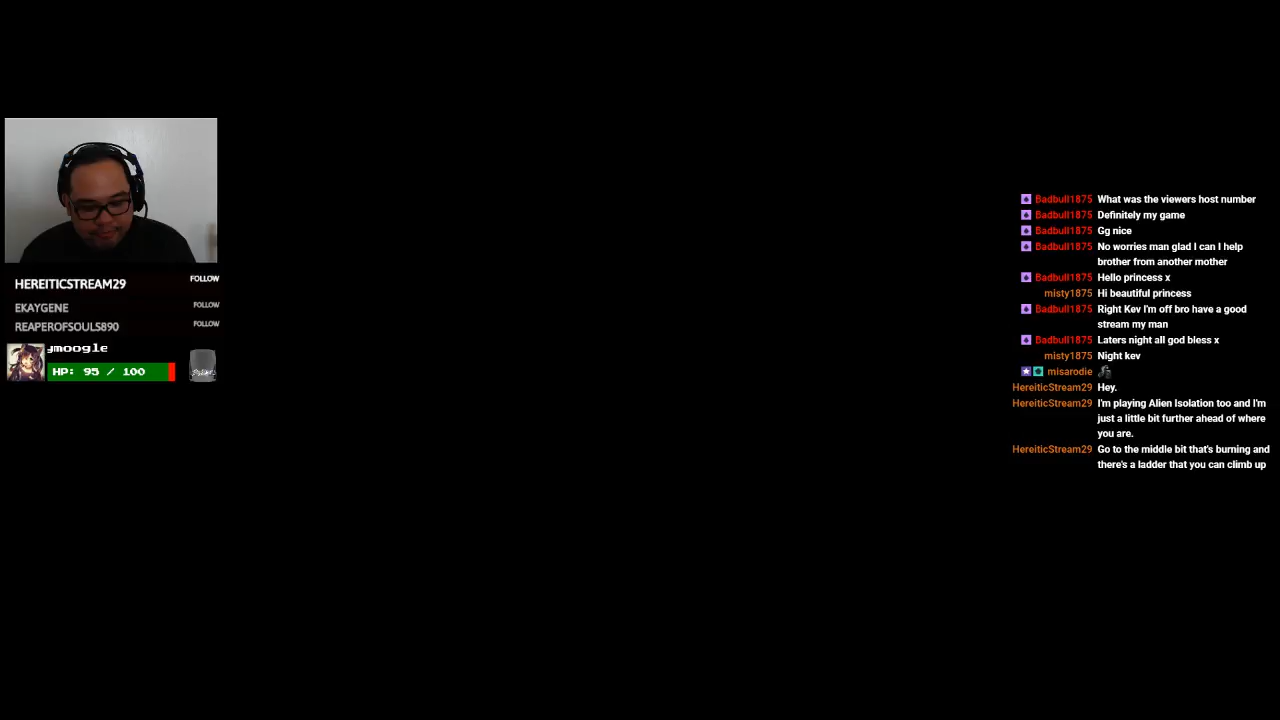 Badbull1875 What was the viewers host number
Badbull1875 Definitely my game
Badbull1875 Gg nice
Badbull1875 No worries man glad I can I help
brother from another mother
Badbull1875 Hello princess x
misty1875 Hi beautiful princess
Badbull1875 Right Kev I'm off bro have a good
stream my man
Badbull1875 Laters night all god bless x
misty1875 Night kev
misarodie
HereiticStream29 Hey.
HereiticStream29 I'm playing Alien Isolation too and I'm
just a little bit further ahead of where
you are.
HereiticStream29 Go to the middle bit that's burning and
there's a ladder that you can climb up
HEREITICSTREAM29 FOLLOW
EKAYGENE FOLLOW
REAPEROFSOULS890 FOLLOW
ymoogle
HP: 95 / 100